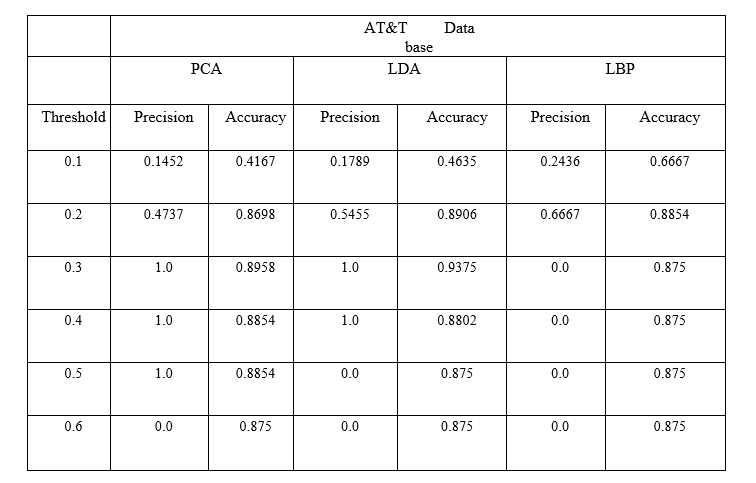 AT&T Data
base
PCA LDA LBP
Threshold Precision Accuracy Precision Accuracy Precision Accuracy
0.1 0.1452 0.4167 0.1789 0.4635 0.2436 0.6667
0.2 0.4737 0.8698 0.5455 0.8906 0.6667 0.8854
0.3 1.0 0.8958 1.0 0.9375 0.0 0.875
0.4 1.0 0.8854 1.0 0.8802 0.0 0.875
0.5 1.0 0.8854 0.0 0.875 0.0 0.875
0.6 0.0 0.875 0.0 0.875 0.0 0.875